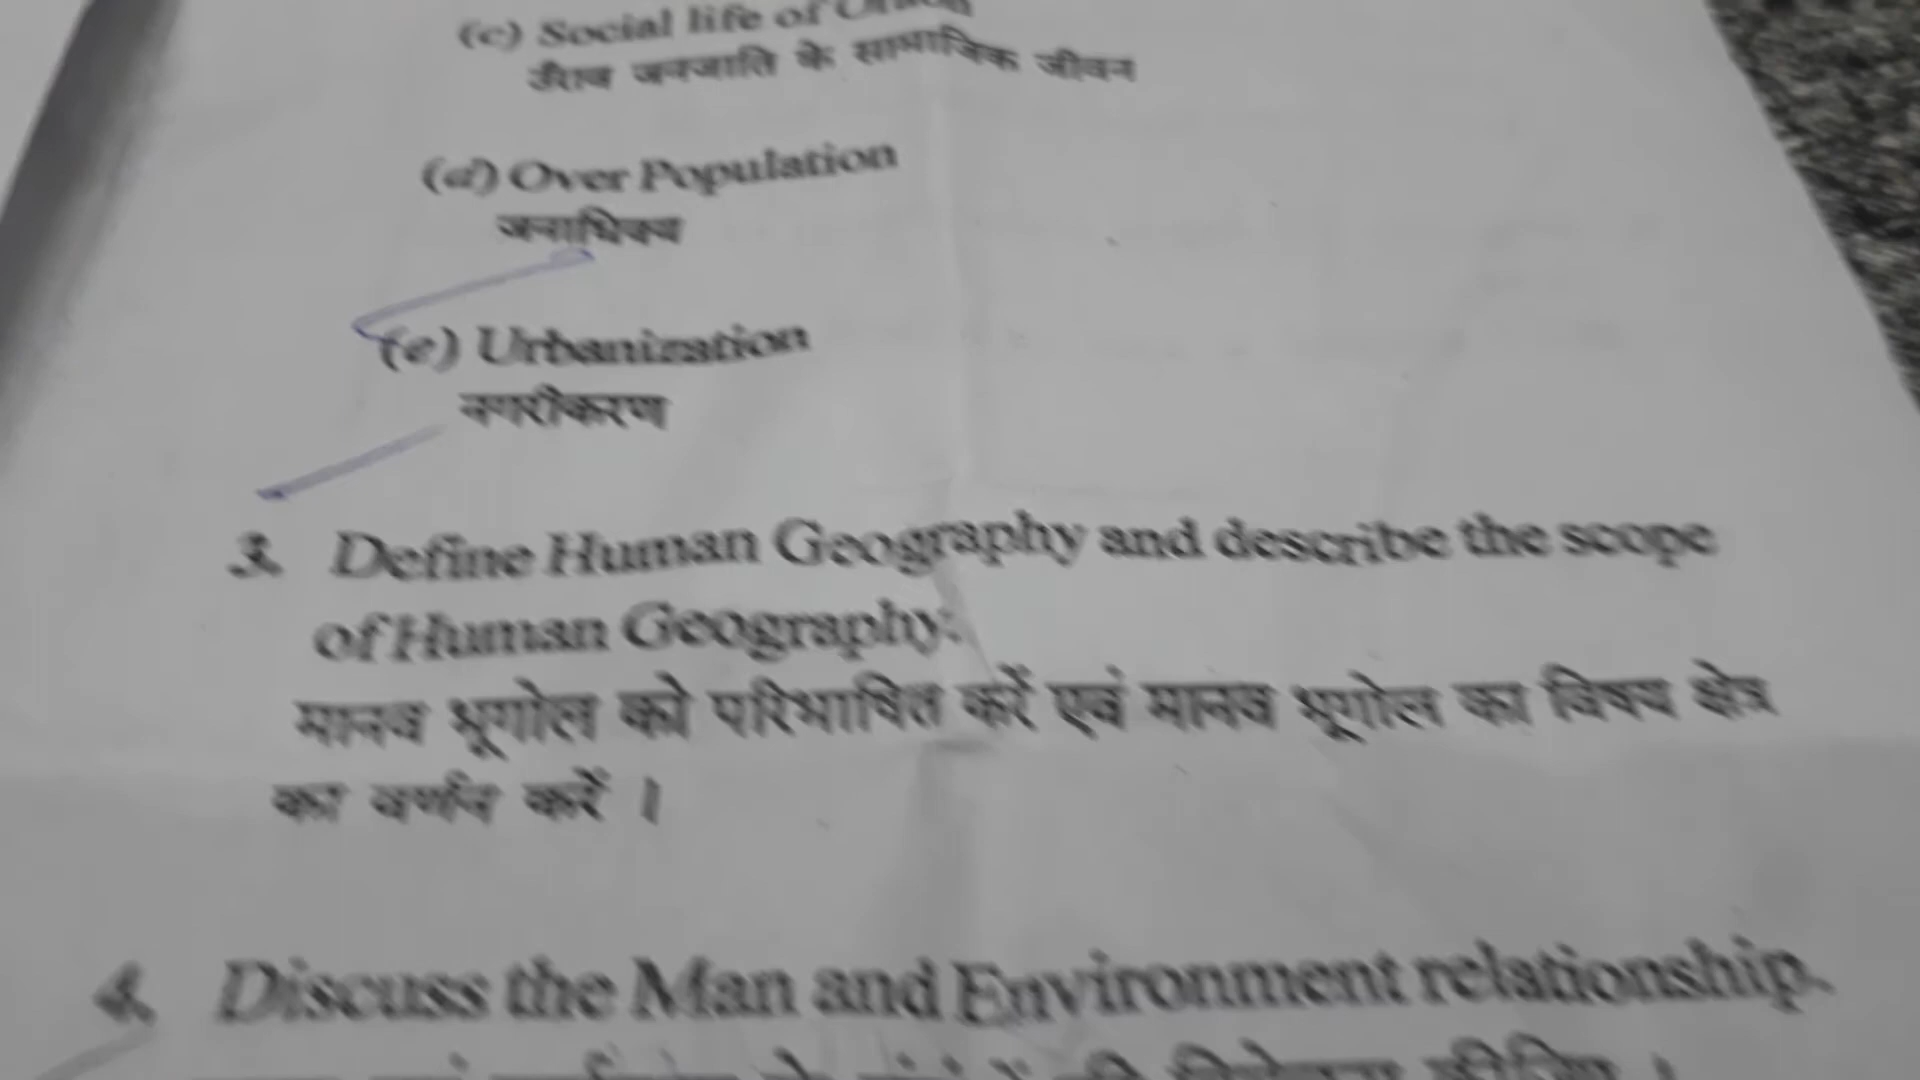 (c) Social life of
उराँव जनजाति के सामाजिक जीवन
(d) Over Population
जनाधिक्य
(e) Urbanization
नगरीकरण
3. Define Human Geography and describe the scope
of Human Geography.
मानव भूगोल को परिभाषित करें एवं मानव भूगोल का विषय क्षेत्र
का वर्णन करें ।
4. Discuss the Man and Environment relationship.